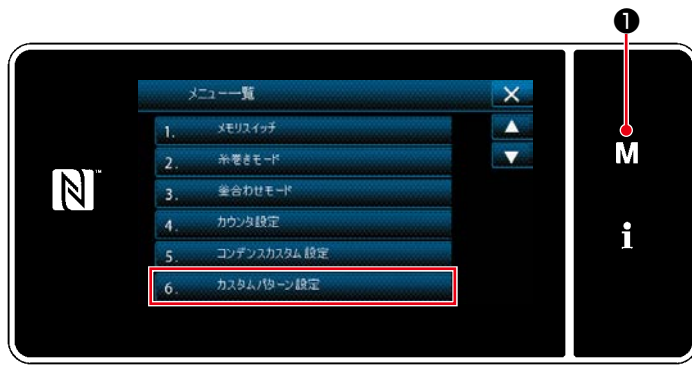 ❶
メニュー一覧
1. メモリスイッチ
2. 糸巻きモード
3. 釜合わせモード
4. カウンタ設定
5. コンデンスカスタム設定
6. カスタムパターン設定
M
i
N™